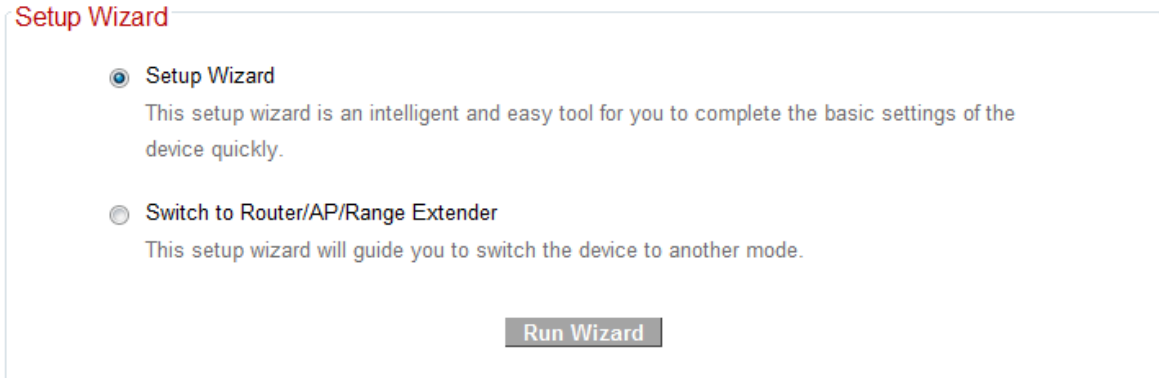 Setup Wizard
Setup Wizard
This setup wizard is an intelligent and easy tool for you to complete the basic settings of the
device quickly.
Switch to Router/AP/Range Extender
This setup wizard will guide you to switch the device to another mode.
Run Wizard